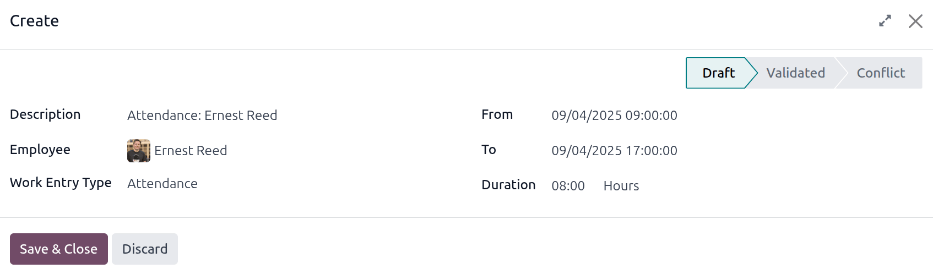 Create
Draft Validated Conflict
Description Attendance: Ernest Reed From 09/04/2025 09:00:00
Employee Ernest Reed To 09/04/2025 17:00:00
Work Entry Type Attendance Duration 08:00 Hours
Save & Close Discard